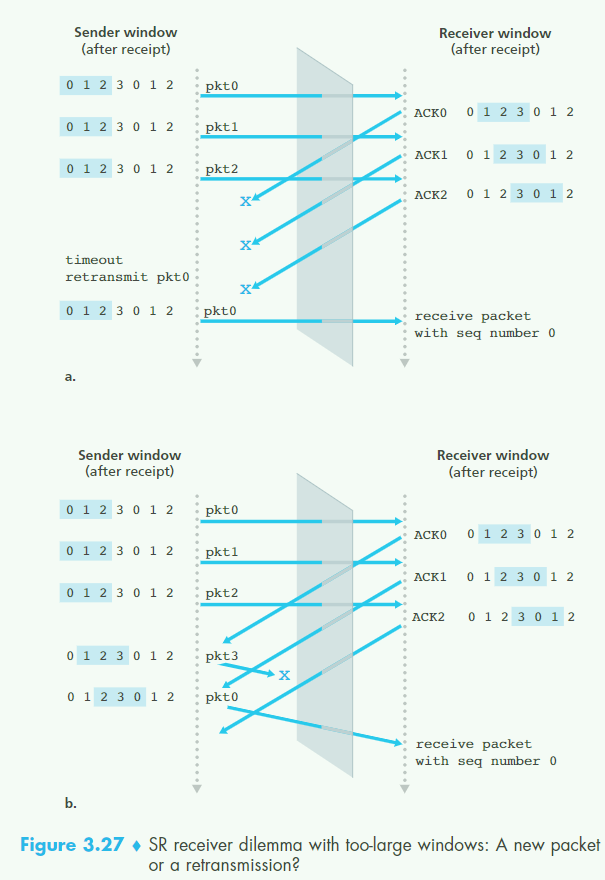 Sender window
(after receipt)
Receiver window
(after receipt)
0 1 2 3 0 1 2
pkt0
ACK0 0 1 2 3 0 1 2
0 1 2 3 0 1 2
pkt1
ACK1 0 1 2 3 0 1 2
0 1 2 3 0 1 2
pkt2
ACK2 0 1 2 3 0 1 2
x
x
timeout
retransmit pkt0
x
0 1 2 3 0 1 2
pkt0
receive packet
with seq number 0
a.
Sender window
(after receipt)
Receiver window
(after receipt)
0 1 2 3 0 1 2
pkt0
ACK0 0 1 2 3 0 1 2
0 1 2 3 0 1 2
pkt1
ACK1 0 1 2 3 0 1 2
0 1 2 3 0 1 2
pkt2
ACK2 0 1 2 3 0 1 2
0 1 2 3 0 1 2
pkt3
x
0 1 2 3 0 1 2
pkt0
receive packet
with seq number 0
b.
Figure 3.27 ♦ SR receiver dilemma with too-large windows: A new packet
or a retransmission?